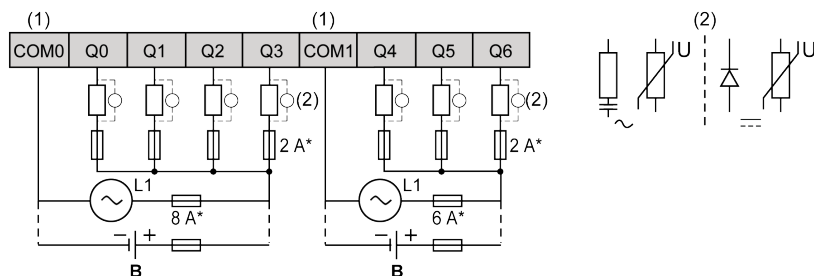 (1) (1) (2)
COM0 Q0 Q1 Q2 Q3 COM1 Q4 Q5 Q6
U U
(2) (2)
2 A* 2 A*
L1 L1
8 A* 6 A*
− + − +
B B